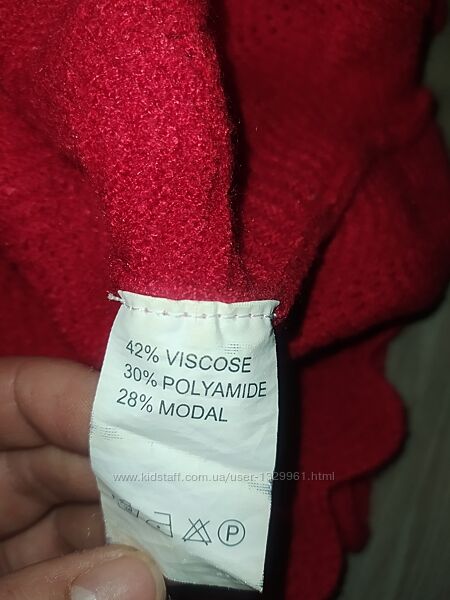 42% VISCOSE
30% POLYAMIDE
28% MODAL
www.kidstaff.com.ua/user-1329961.html
P